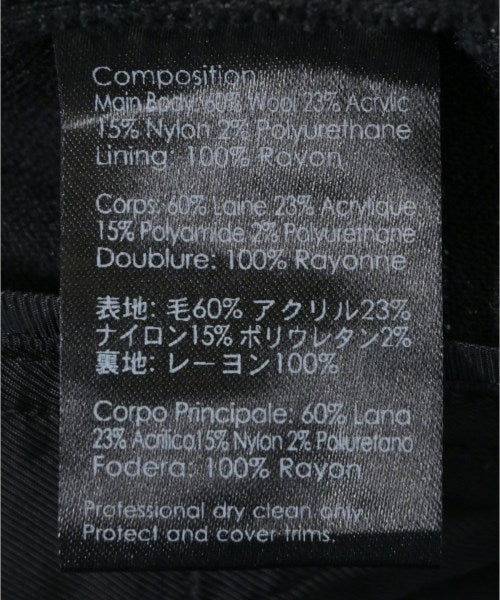 Composition
Main Body: 60% Wool 23% Acrylic
15% Nylon 2% Polyurethane
Lining: 100% Rayon
Corps: 60% Laine 23% Acrylique
15% Polyamide 2% Polyurethane
Doublure: 100% Rayonne
表地: 毛60% アクリル23%
ナイロン15% ポリウレタン2%
裏地: レーヨン100%
Corpo Principale: 60% Lana
23% Acrilico 15% Nylon 2% Poliuretano
Fodera: 100% Rayon
Professional dry clean only.
Protect and cover trims.